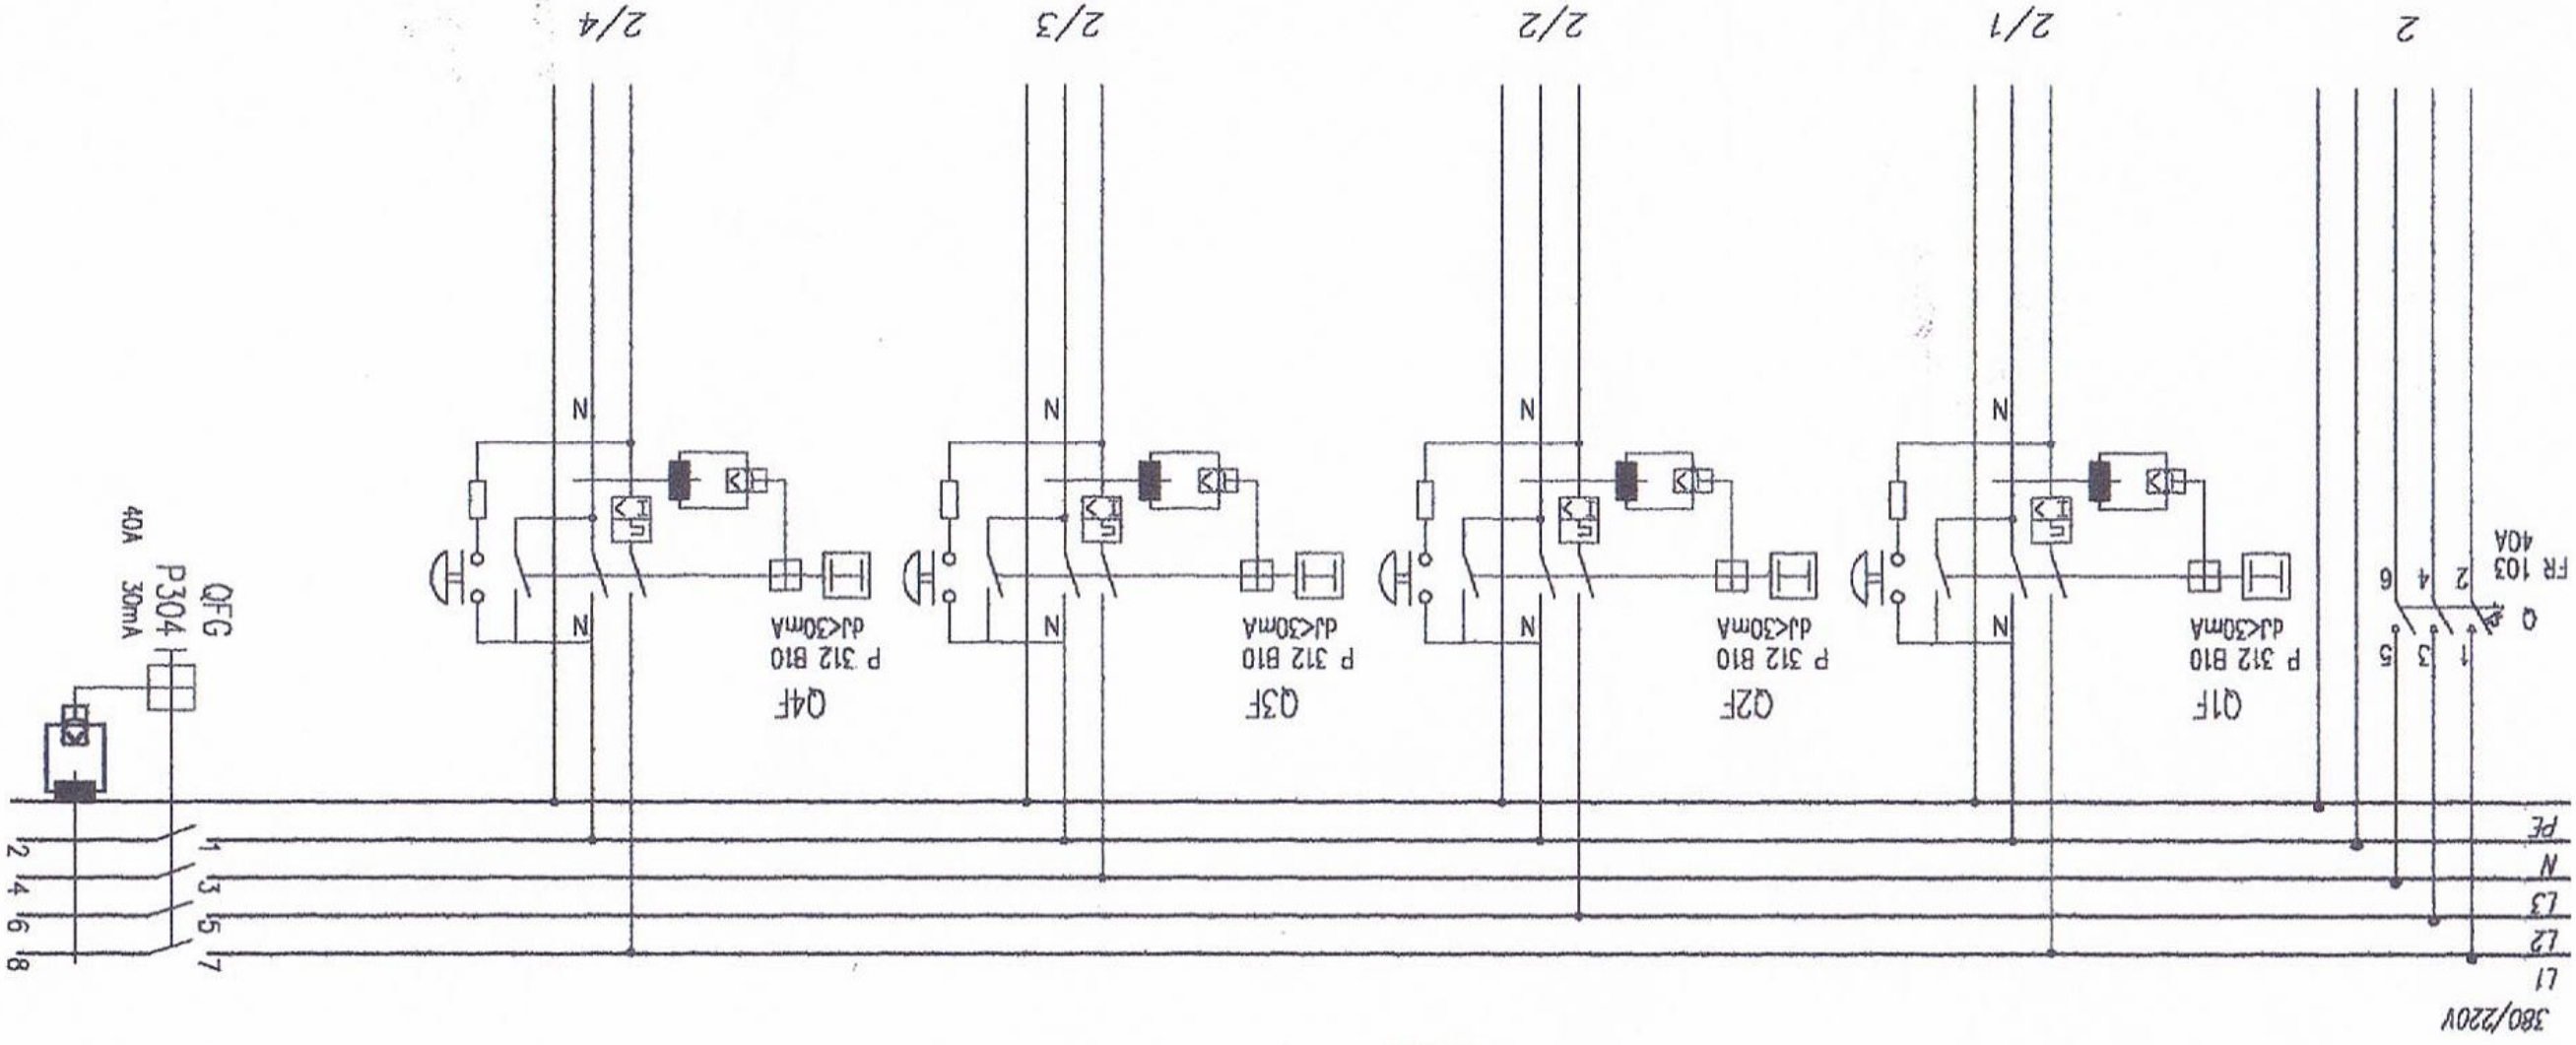 380/220V
L1
L2
L3
N
PE
7 8
5 6
3 4
1 2
Q
FR 103
40A
1 3 5
2 4 6
Q1F
P 312 B10
dJ<30mA
N
N
Q2F
P 312 B10
dJ<30mA
N
N
Q3F
P 312 B10
dJ<30mA
N
N
Q4F
P 312 B10
dJ<30mA
N
N
QFG
P304
40A 30mA
2
2/1
2/2
2/3
2/4